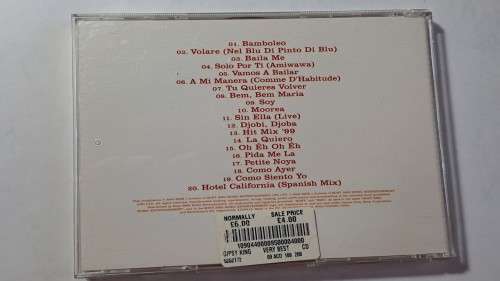 01. Bamboleo
02. Volare (Nel Blu Di Pinto Di Blu)
03. Baila Me
04. Solo Por Ti (Amiwawa)
05. Vamos A Bailar
06. A Mi Manera (Comme D'Habitude)
07. Tu Quieres Volver
08. Bem, Bem Maria
09. Soy
10. Moorea
11. Sin Ella (Live)
12. Djobi, Djoba
13. Hit Mix '99
14. La Quiero
15. Oh Èh Oh Èh
16. Pida Me La
17. Petite Noya
18. Como Ayer
19. Como Siento Yo
20. Hotel California (Spanish Mix)
NORMALLY SALE PRICE
£6.00 £4.00
GIPSY KING VERY BEST CD